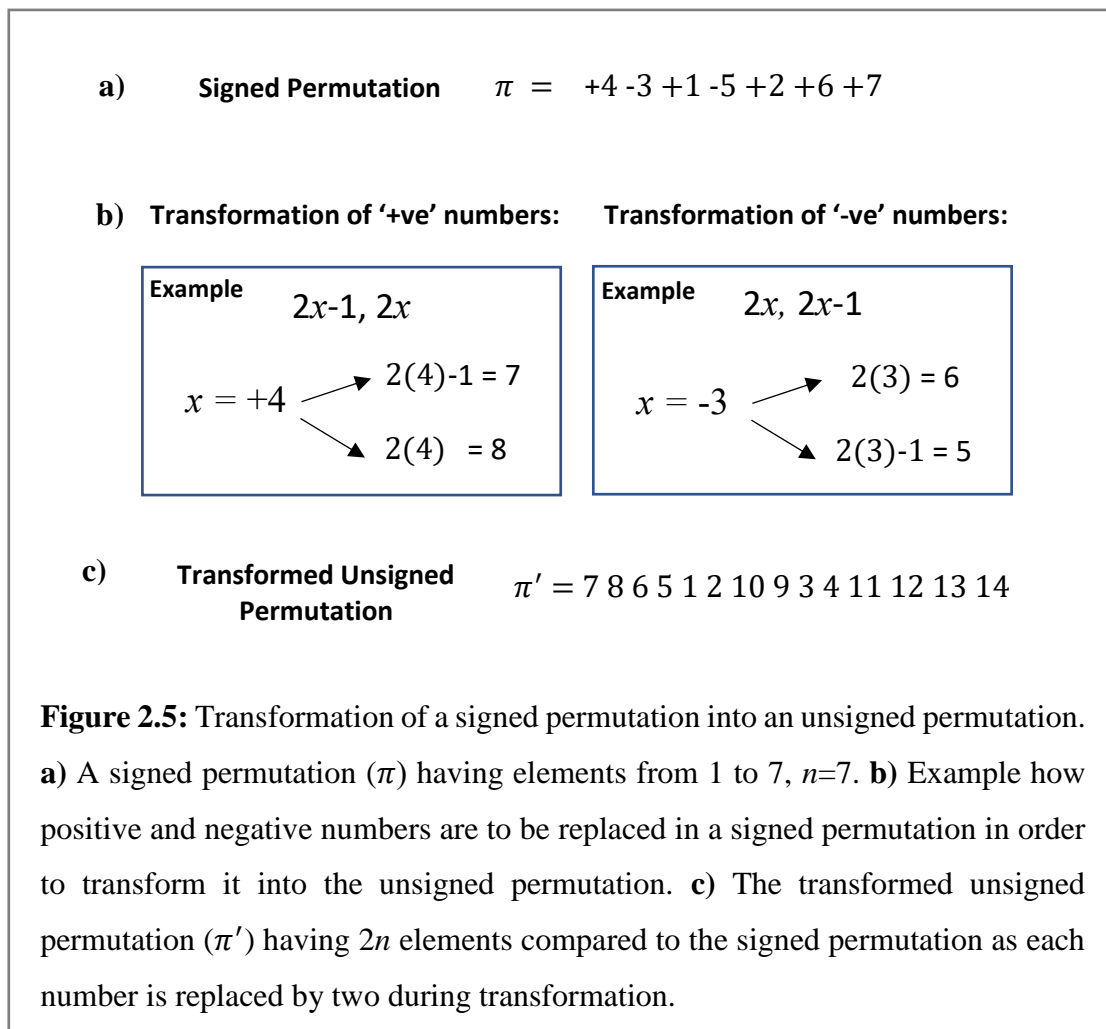 a) Signed Permutation π = +4 -3 +1 -5 +2 +6 +7
b) Transformation of ‘+ve’ numbers: Transformation of ‘-ve’ numbers:
Example
2x-1, 2x
x = +4
2(4)-1 = 7
2(4) = 8
Example
2x, 2x-1
x = -3
2(3) = 6
2(3)-1 = 5
c) Transformed Unsigned
Permutation
π′ = 7 8 6 5 1 2 10 9 3 4 11 12 13 14
Figure 2.5: Transformation of a signed permutation into an unsigned permutation.
a) A signed permutation (π) having elements from 1 to 7, n=7. b) Example how
positive and negative numbers are to be replaced in a signed permutation in order
to transform it into the unsigned permutation. c) The transformed unsigned
permutation (π′) having 2n elements compared to the signed permutation as each
number is replaced by two during transformation.